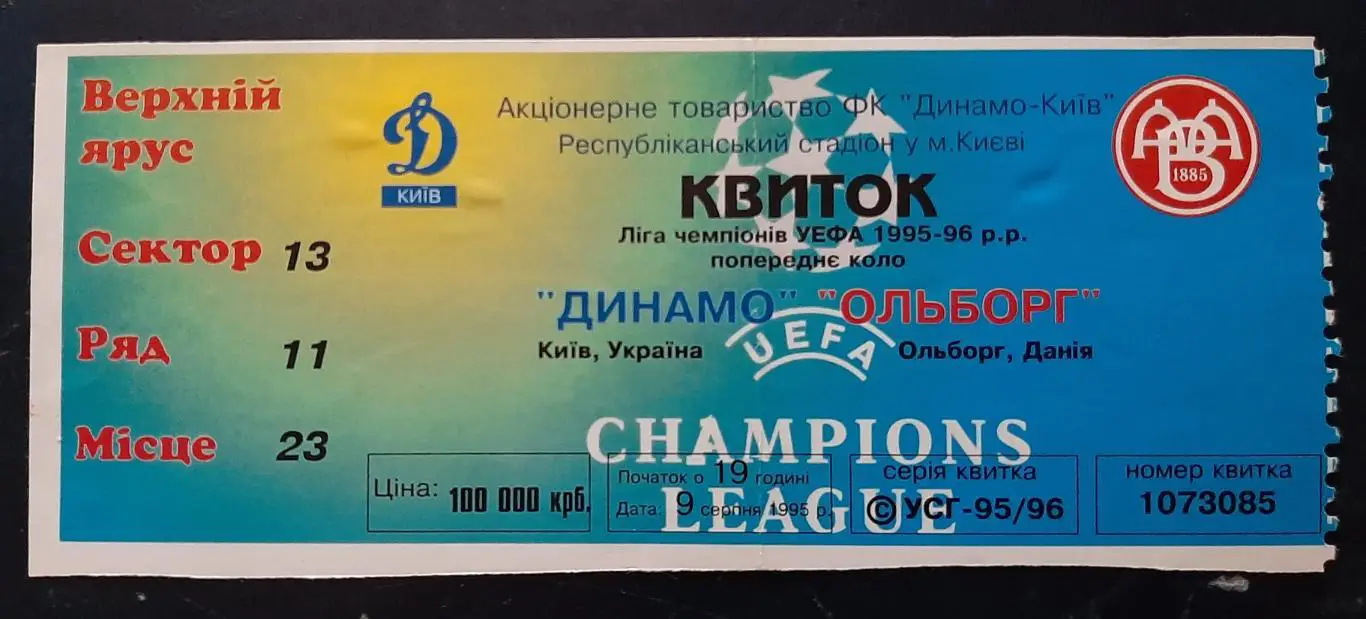 Верхній
ярус
Сектор 13
Ряд 11
Місце 23
Д
КИЇВ
Акціонерне товариство ФК "Динамо-Київ"
Республіканський стадіон у м.Києві
КВИТОК
Ліга чемпіонів УЕФА 1995-96 р.р.
попереднє коло
"ДИНАМО" "ОЛЬБОРГ"
Київ, Україна
Ольборг, Данія
UEFA
CHAMPIONS
LEAGUE
AaB
1885
Ціна: 100 000 крб.
Початок о 19 годині
Дата: 9 серпня 1995 р.
серія квитка
© УСГ-95/96
номер квитка
1073085